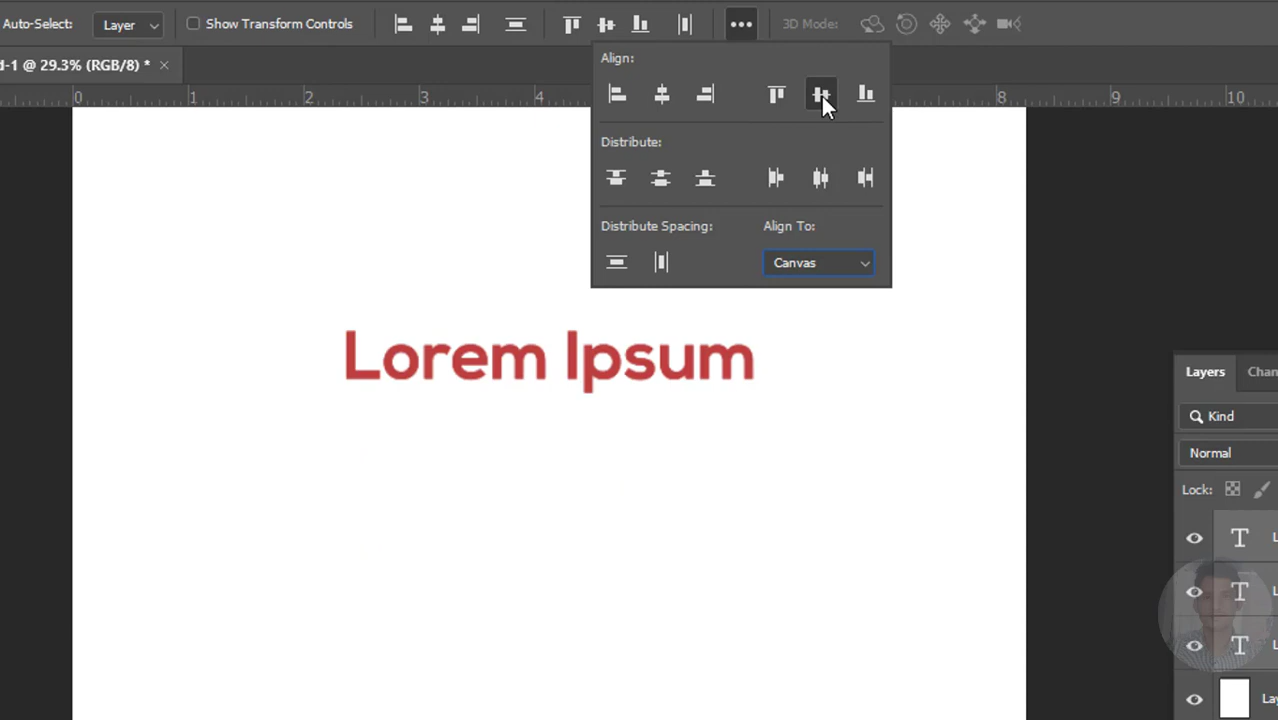 Auto-Select: Layer Show Transform Controls 3D Mode:
d-1 @ 29.3% (RGB/8) *
Align:
1 2 3 4 8 9 10
Distribute:
Distribute Spacing: Align To:
Canvas
Lorem Ipsum
Layers
Kind
Normal
Lock: